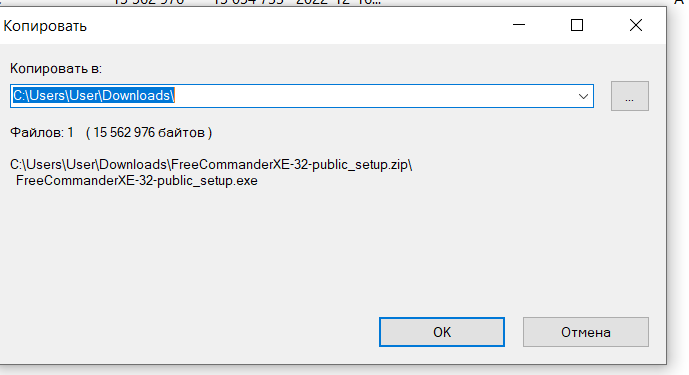 Копировать
Копировать в:
C:\Users\User\Downloads\
...
Файлов: 1 ( 15 562 976 байтов )
C:\Users\User\Downloads\FreeCommanderXE-32-public_setup.zip\
FreeCommanderXE-32-public_setup.exe
OK Отмена